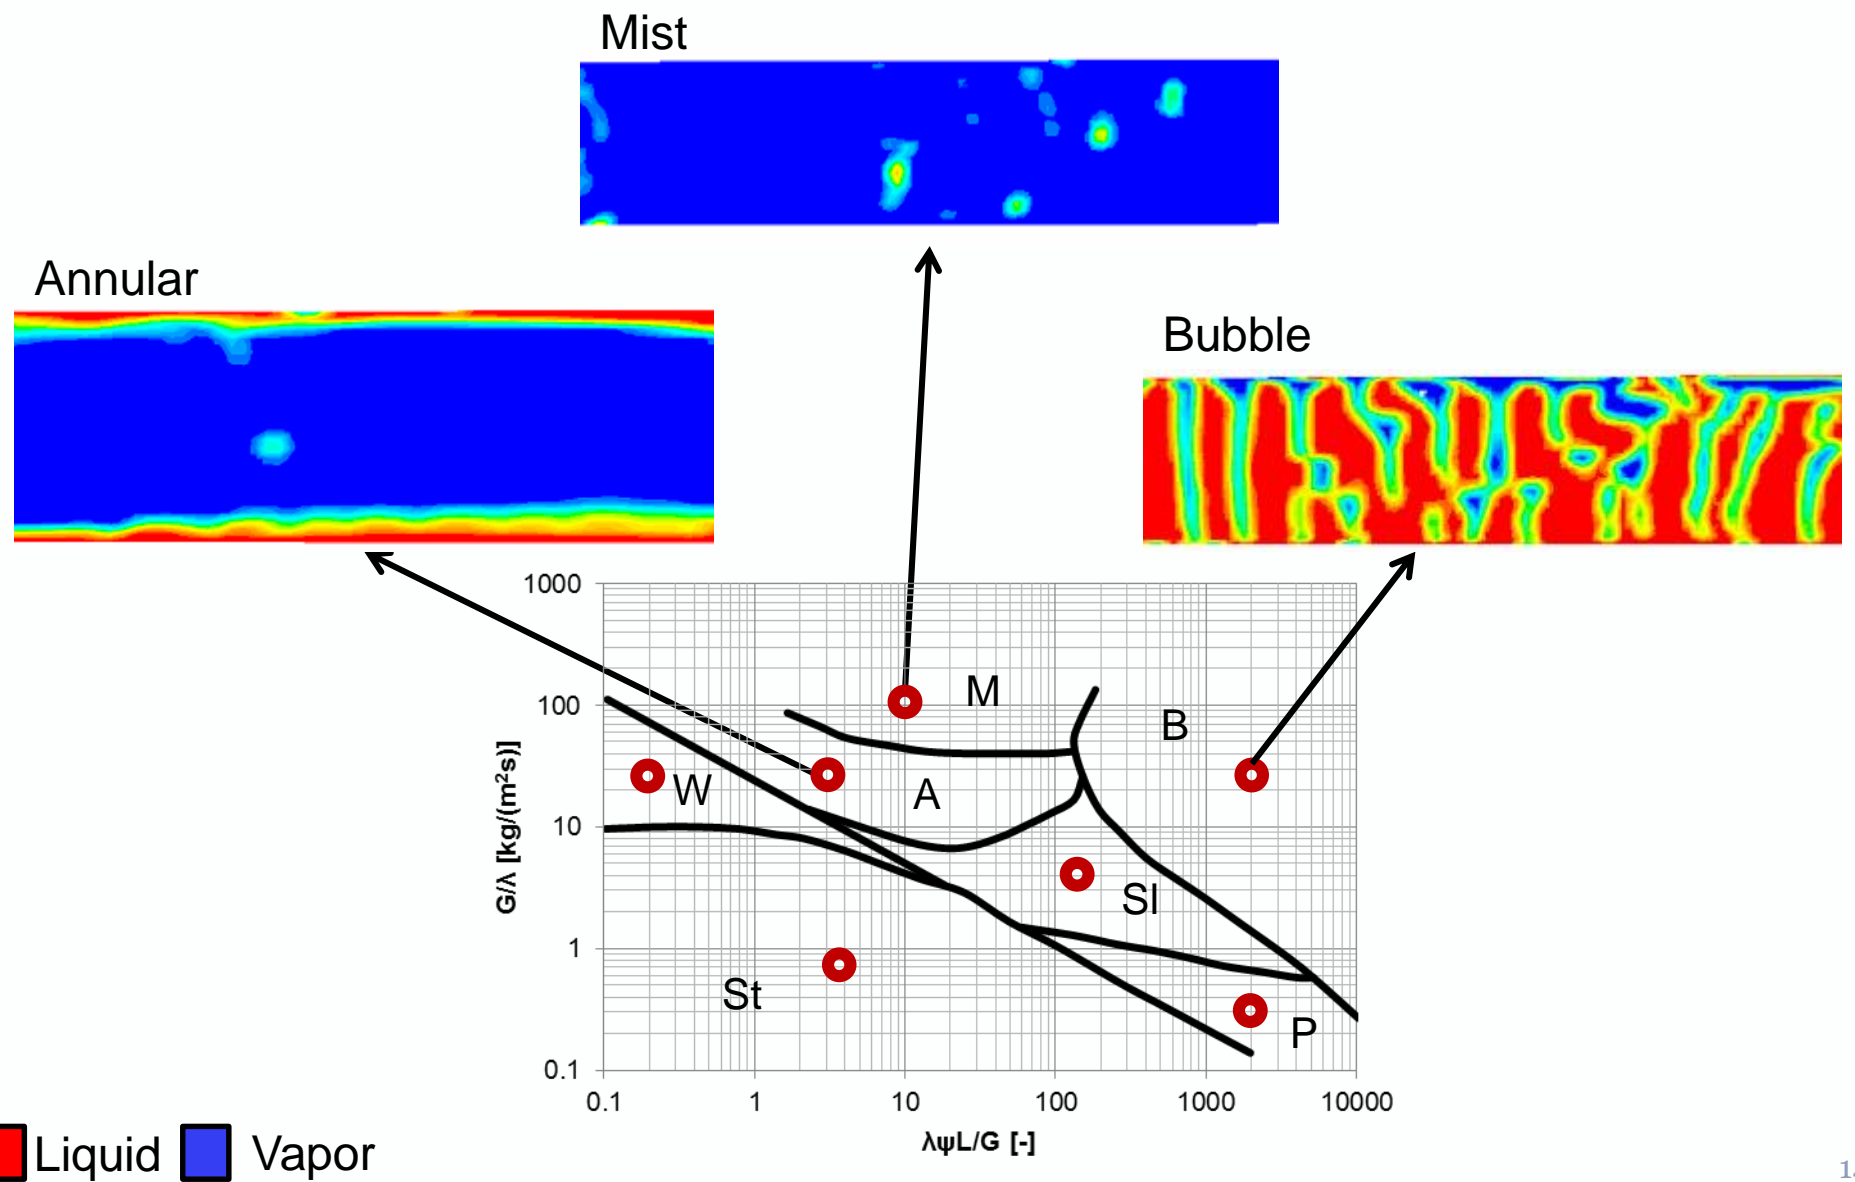 Mist
Annular
Bubble
1000
100
10
1
0.1
G/λ [kg/(m²s)]
M
B
W
A
Sl
St
P
0.1 1 10 100 1000 10000
λψL/G [-]
Liquid Vapor